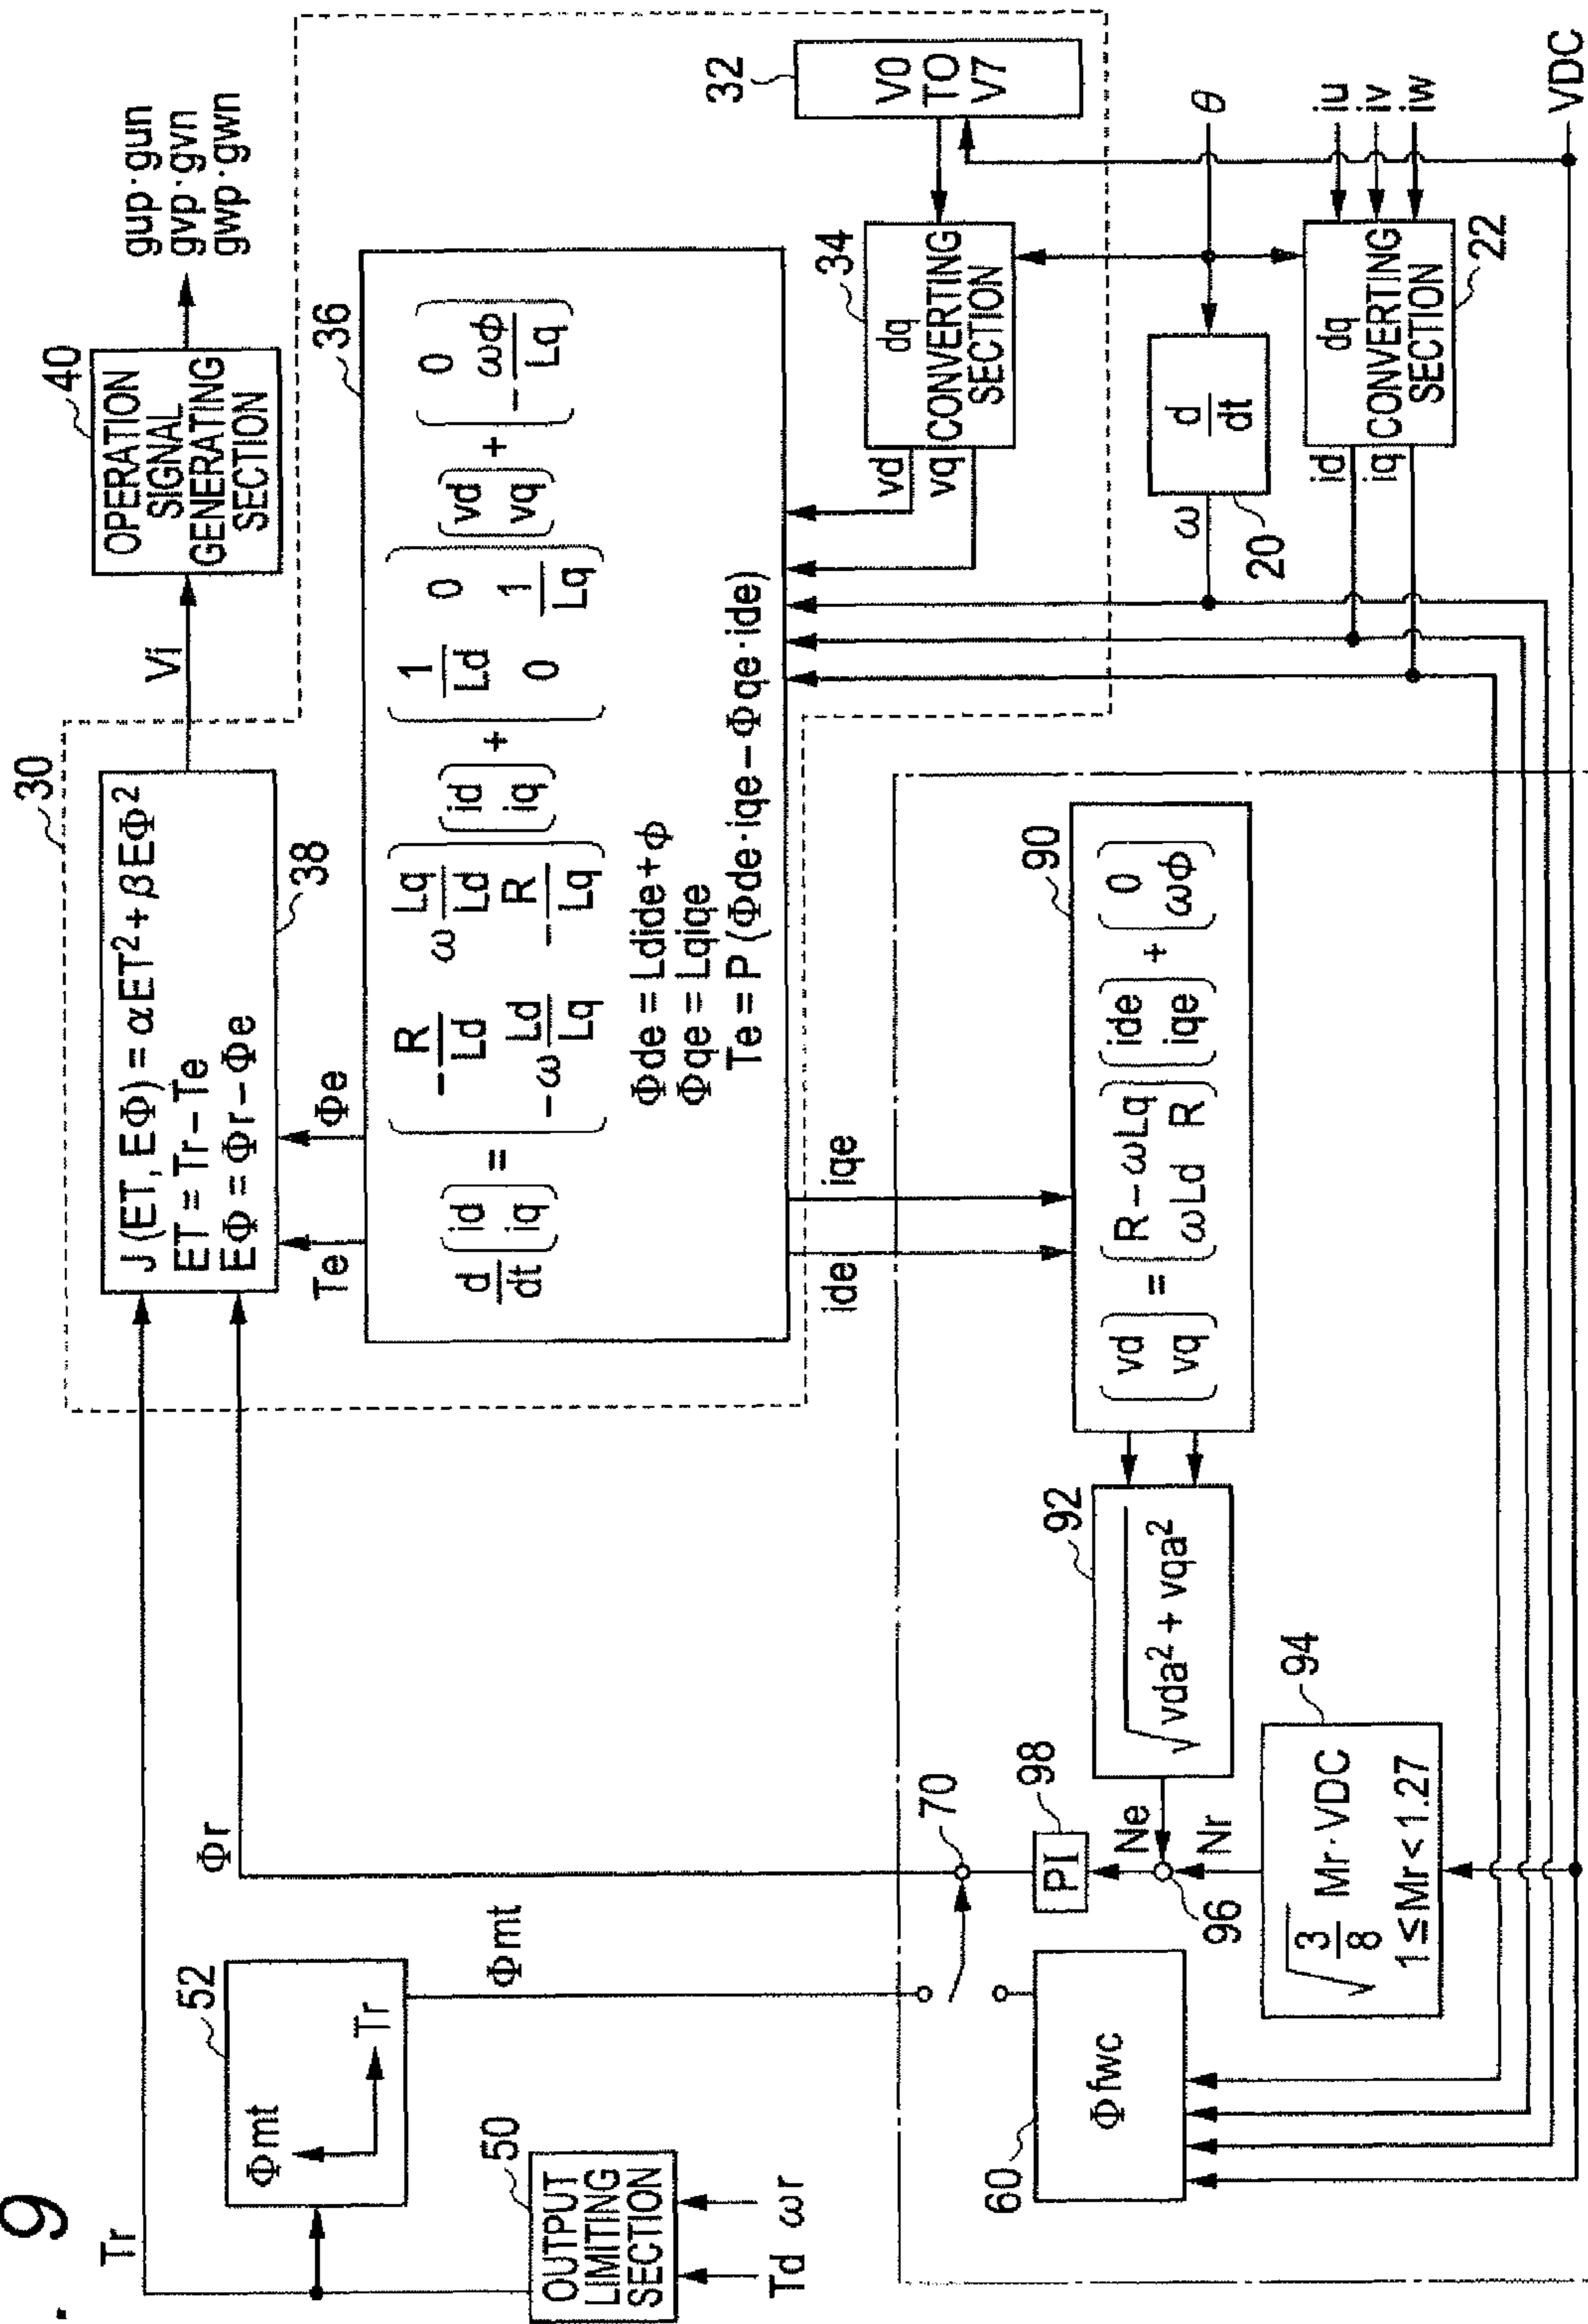 . 9
Tr
Φr
30
J (ET, EΦ) = αET² + βEΦ²
ET = Tr − Te
EΦ = Φr − Φe
38
Vi
40
OPERATION
SIGNAL
GENERATING
SECTION
gup·gun
gvp·gvn
gwp·gwn
52
Φmt
Tr
Φmt
Te
Φe
36
d/dt (id iq) = (−R/Ld ω Lq/Ld −ω Ld/Lq −R/Lq) (id iq) + (1/Ld 0 0 1/Lq) (vd vq) + (0 −ωϕ/Lq)
Φde = Ldide + ϕ
Φqe = Lqiqe
Te = P (Φde·iqe − Φqe·ide)
32
V0
TO
V7
50
OUTPUT
LIMITING
SECTION
Td ωr
ide
iqe
vd
vq
34
dq
CONVERTING
SECTION
70
98
PI
92
√vda² + vqa²
90
(vd vq) = (R −ωLq ωLd R) (ide iqe) + (0 ωϕ)
ω
d/dt
20
θ
60
Φfwc
96
Ne
Nr
94
√3/8 Mr·VDC
1 ≤ Mr < 1.27
id
iq
dq
CONVERTING
SECTION
22
iu
iv
iw
VDC